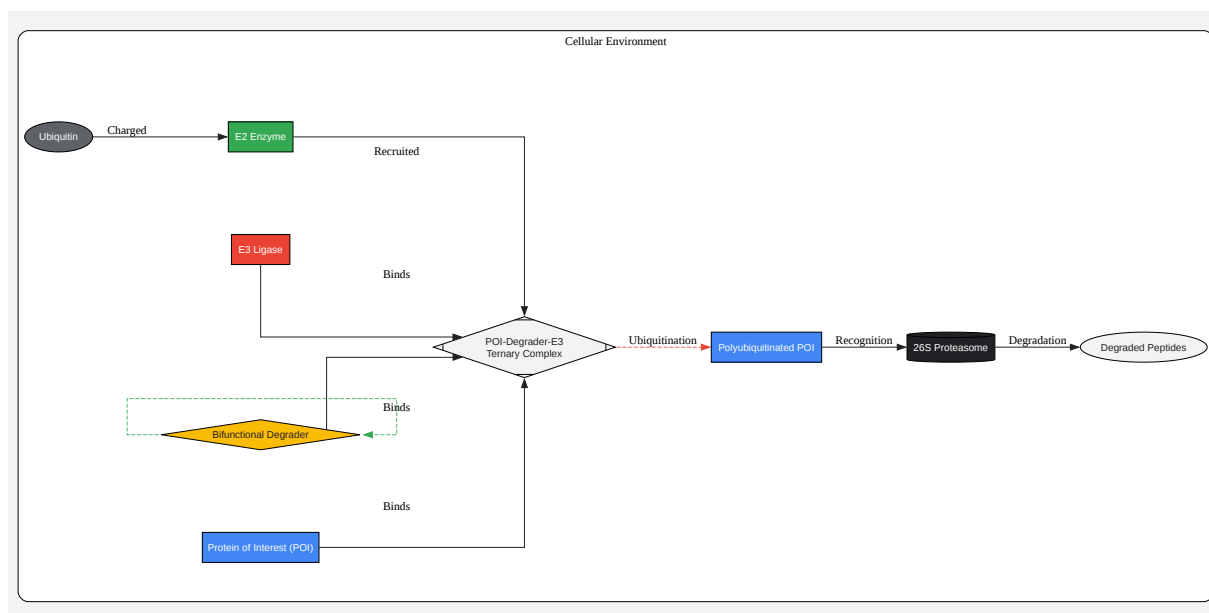 Cellular Environment
Ubiquitin
Charged
E2 Enzyme
Recruited
E3 Ligase
Binds
POI-Degrader-E3
Ternary Complex
Ubiquitination
Polyubiquitinated POI
Recognition
26S Proteasome
Degradation
Degraded Peptides
Binds
Bifunctional Degrader
Binds
Protein of Interest (POI)